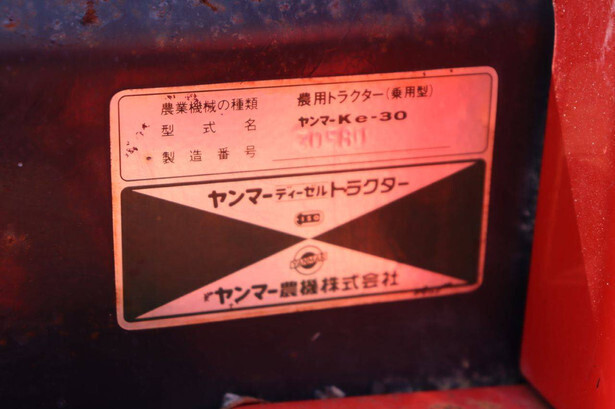 農業機械の種類 農用トラクター(乗用型)
型式名 ヤンマーKe-30
製造番号
ヤンマーディーゼルトラクター
ヤンマー農機株式会社